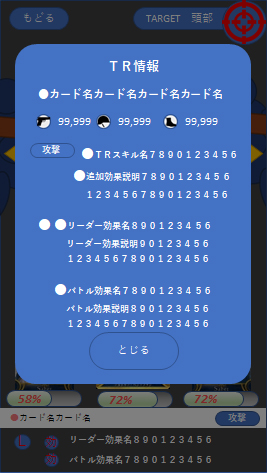 もどる
TARGET 頭部
ＴＲ情報
●カード名カード名カード名カード名
99,999 99,999 99,999
攻撃 ●ＴＲスキル名７８９０１２３４５６
●追加効果説明７８９０１２３４５６
１２３４５６７８９０１２３４５６
● ●リーダー効果名８９０１２３４５６
リーダー効果説明９０１２３４５６
１２３４５６７８９０１２３４５６
●バトル効果名７８９０１２３４５６
バトル効果説明８９０１２３４５６
１２３４５６７８９０１２３４５６
とじる
58% 72% 72%
●カード名カード名 攻撃
L リーダー効果名８９０１２３４５６
バトル効果名７８９０１２３４５６